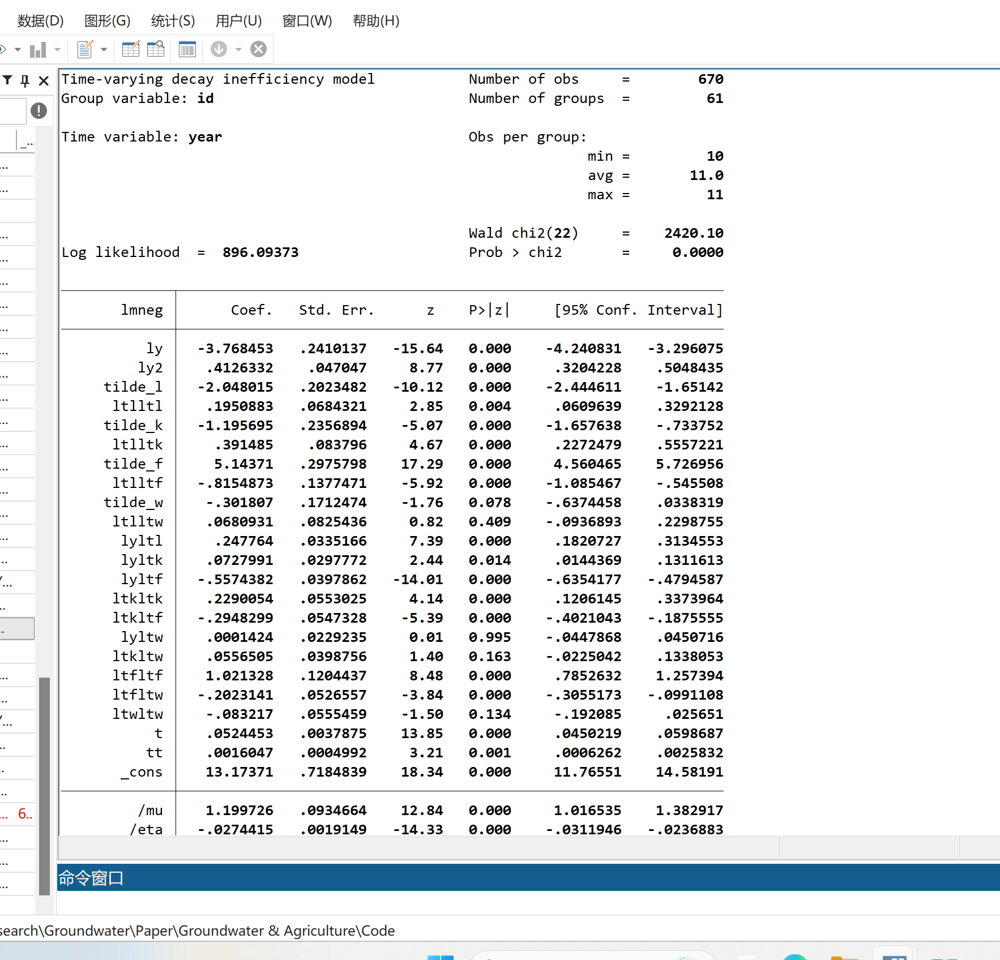 数据(D) 图形(G) 统计(S) 用户(U) 窗口(W) 帮助(H)
Time-varying decay inefficiency model Number of obs = 670
Group variable: id Number of groups = 61
Time variable: year Obs per group:
min = 10
avg = 11.0
max = 11
Wald chi2(22) = 2420.10
Log likelihood = 896.09373 Prob > chi2 = 0.0000
lmneg Coef. Std. Err. z P>|z| [95% Conf. Interval]
ly -3.768453 .2410137 -15.64 0.000 -4.240831 -3.296075
ly2 .4126332 .047047 8.77 0.000 .3204228 .5048435
tilde_l -2.048015 .2023482 -10.12 0.000 -2.444611 -1.65142
ltlltl .1950883 .0684321 2.85 0.004 .0609639 .3292128
tilde_k -1.195695 .2356894 -5.07 0.000 -1.657638 -.733752
ltlltk .391485 .083796 4.67 0.000 .2272479 .5557221
tilde_f 5.14371 .2975798 17.29 0.000 4.560465 5.726956
ltlltf -.8154873 .1377471 -5.92 0.000 -1.085467 -.545508
tilde_w -.301807 .1712474 -1.76 0.078 -.6374458 .0338319
ltlltw .0680931 .0825436 0.82 0.409 -.0936893 .2298755
lyltl .247764 .0335166 7.39 0.000 .1820727 .3134553
lyltk .0727991 .0297772 2.44 0.014 .0144369 .1311613
lyltf -.5574382 .0397862 -14.01 0.000 -.6354177 -.4794587
ltkltk .2290054 .0553025 4.14 0.000 .1206145 .3373964
ltkltf -.2948299 .0547328 -5.39 0.000 -.4021043 -.1875555
lyltw .0001424 .0229235 0.01 0.995 -.0447868 .0450716
ltkltw .0556505 .0398756 1.40 0.163 -.0225042 .1338053
ltfltf 1.021328 .1204437 8.48 0.000 .7852632 1.257394
ltfltw -.2023141 .0526557 -3.84 0.000 -.3055173 -.0991108
ltwltw -.083217 .0555459 -1.50 0.134 -.192085 .025651
t .0524453 .0037875 13.85 0.000 .0450219 .0598687
tt .0016047 .0004992 3.21 0.001 .0006262 .0025832
_cons 13.17371 .7184839 18.34 0.000 11.76551 14.58191
/mu 1.199726 .0934664 12.84 0.000 1.016535 1.382917
/eta -.0274415 .0019149 -14.33 0.000 -.0311946 -.0236883
6..
命令窗口
search\Groundwater\Paper\Groundwater & Agriculture\Code